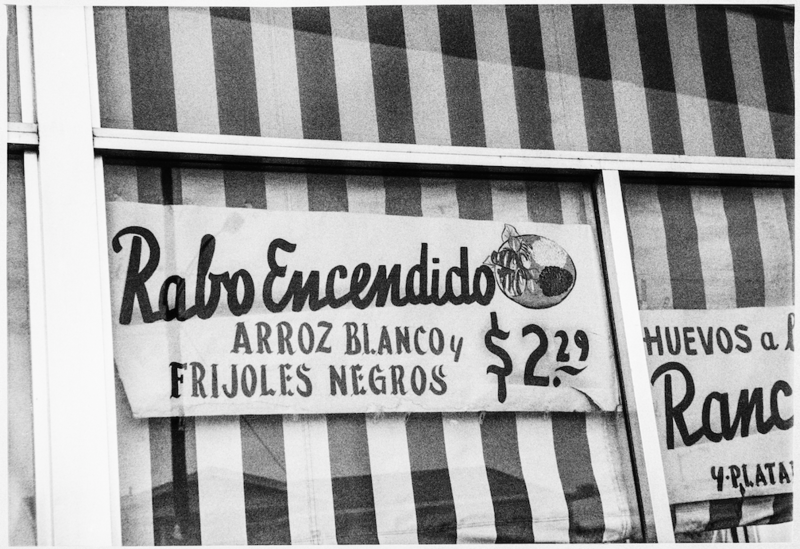 Rabo Encendido
ARROZ BLANCO y
FRIJOLES NEGROS
$2.29
HUEVOS a l
Ranc
y·PLATA